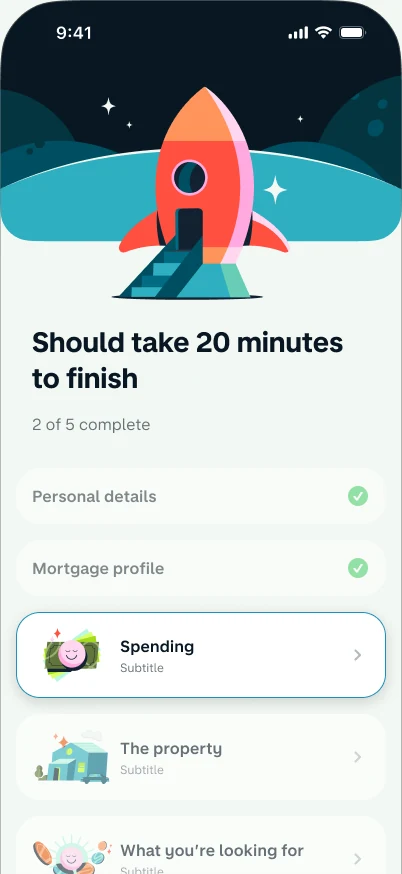 9:41
Should take 20 minutes
to finish
2 of 5 complete
Personal details
Mortgage profile
Spending
Subtitle
The property
Subtitle
What you're looking for
Subtitle